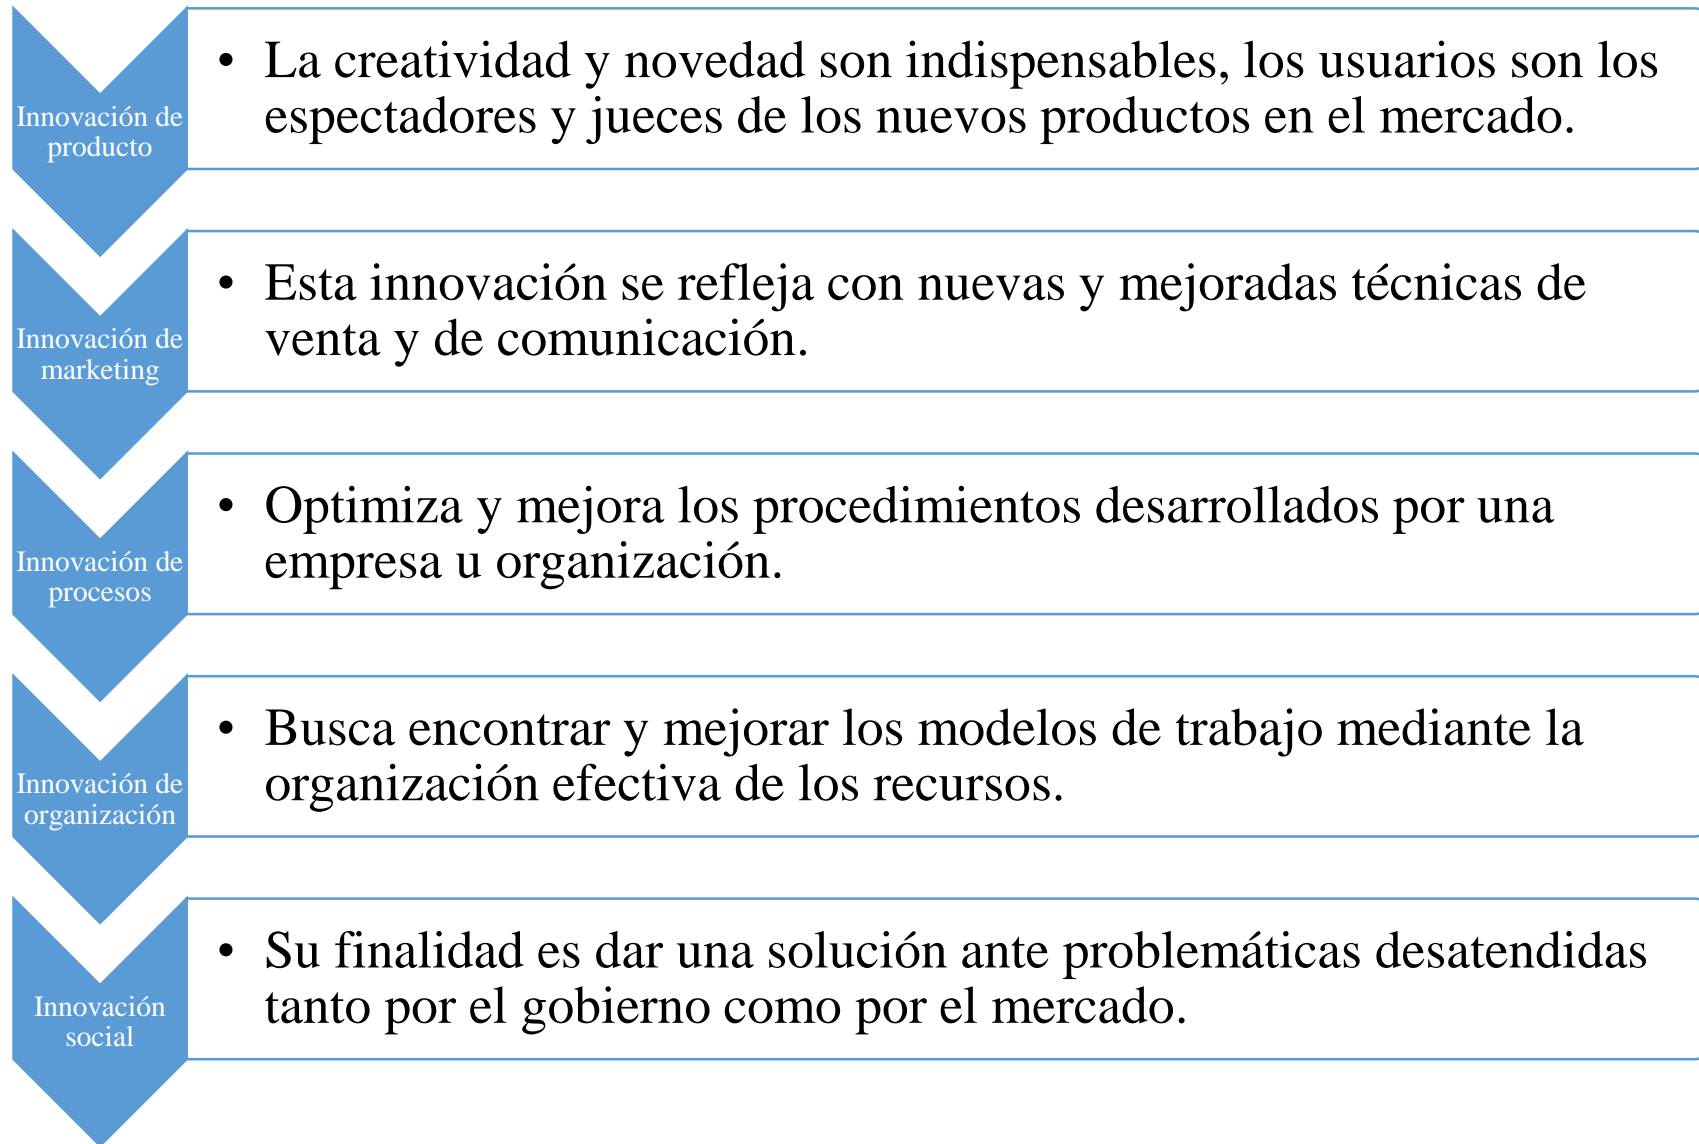 Innovación de
producto
• La creatividad y novedad son indispensables, los usuarios son los
espectadores y jueces de los nuevos productos en el mercado.
Innovación de
marketing
• Esta innovación se refleja con nuevas y mejoradas técnicas de
venta y de comunicación.
Innovación de
procesos
• Optimiza y mejora los procedimientos desarrollados por una
empresa u organización.
Innovación de
organización
• Busca encontrar y mejorar los modelos de trabajo mediante la
organización efectiva de los recursos.
Innovación
social
• Su finalidad es dar una solución ante problemáticas desatendidas
tanto por el gobierno como por el mercado.